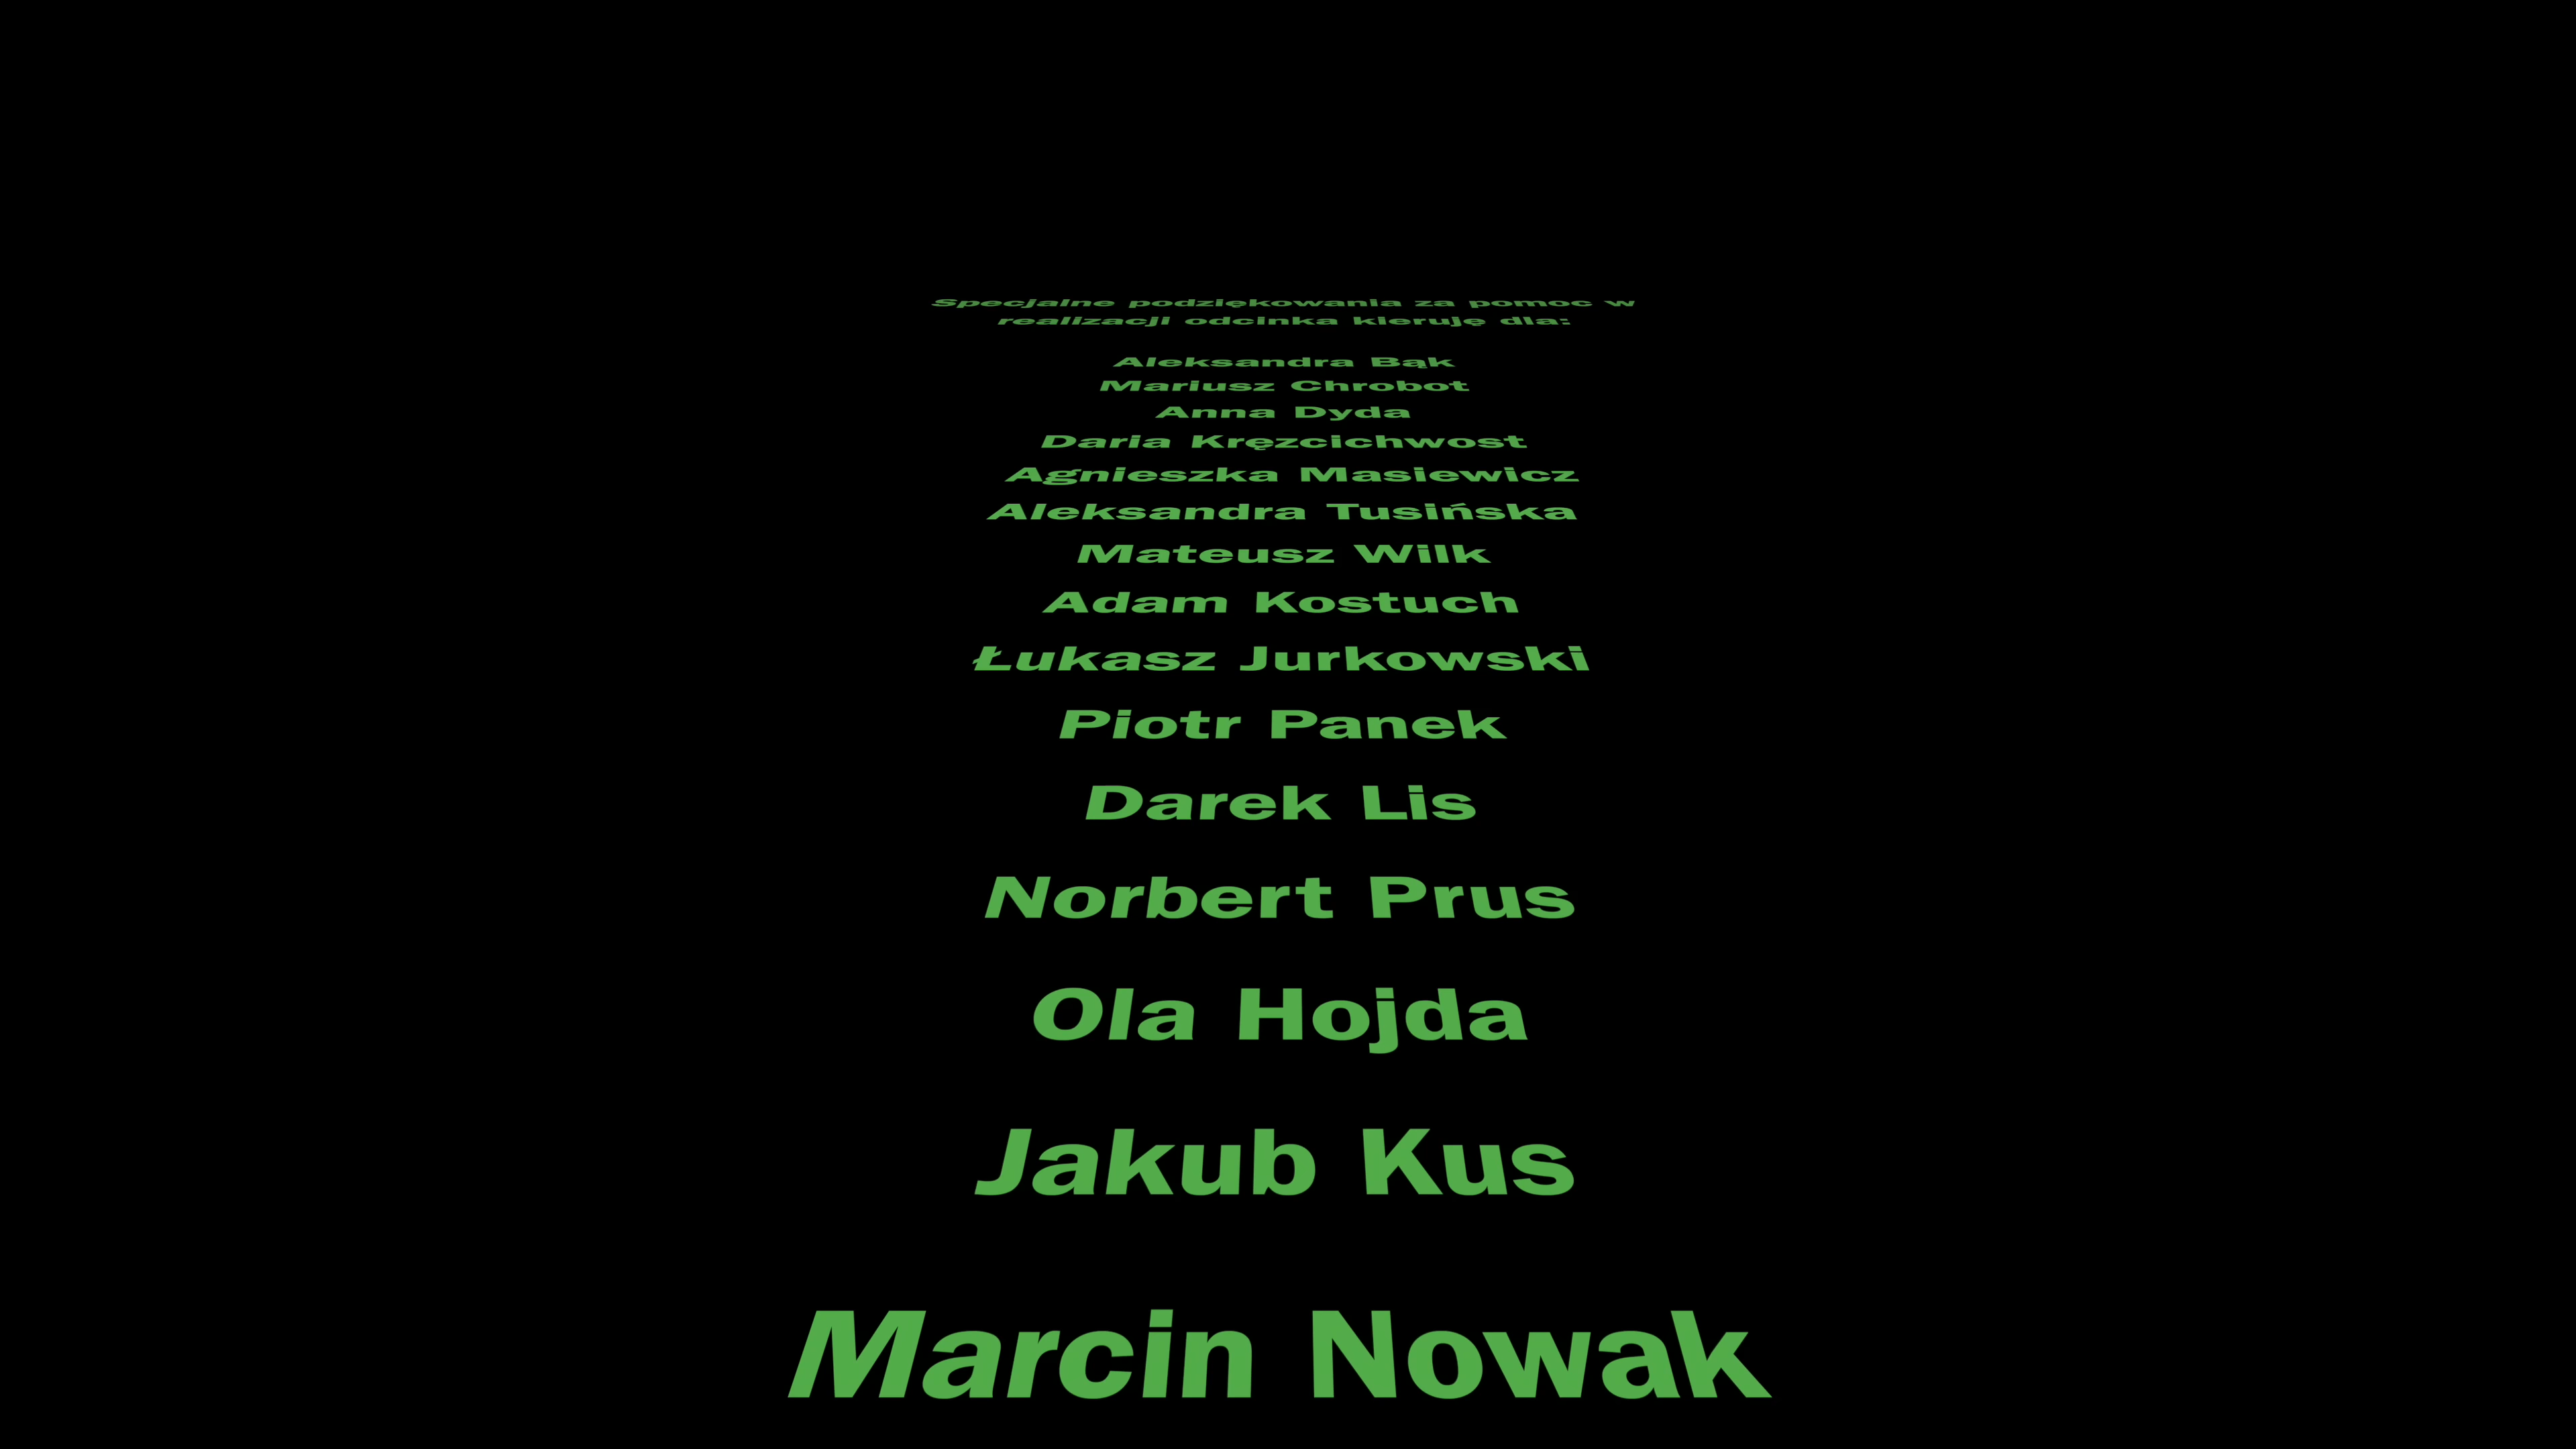 Specjalne podziękowania za pomoc w
realizacji odcinka kieruję dla:
Aleksandra Bąk
Mariusz Chrobot
Anna Dyda
Daria Kręzcichwost
Agnieszka Masiewicz
Aleksandra Tusińska
Mateusz Wilk
Adam Kostuch
Łukasz Jurkowski
Piotr Panek
Darek Lis
Norbert Prus
Ola Hojda
Jakub Kus
Marcin Nowak